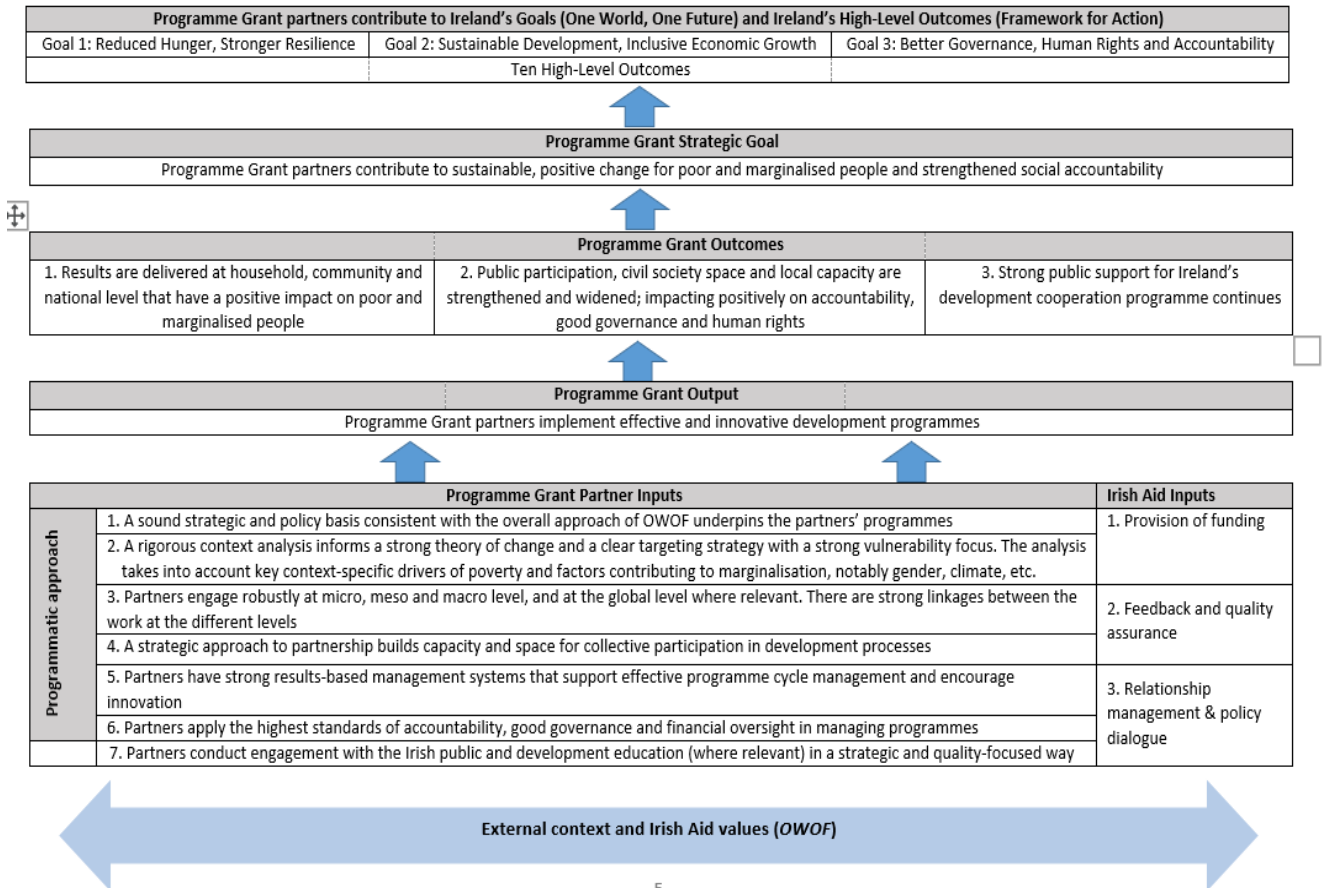 Programme Grant partners contribute to Ireland's Goals (One World, One Future) and Ireland's High-Level Outcomes (Framework for Action)
Goal 1: Reduced Hunger, Stronger Resilience
Goal 2: Sustainable Development, Inclusive Economic Growth
Goal 3: Better Governance, Human Rights and Accountability
Ten High-Level Outcomes
Programme Grant Strategic Goal
Programme Grant partners contribute to sustainable, positive change for poor and marginalised people and strengthened social accountability
Programme Grant Outcomes
1. Results are delivered at household, community and
national level that have a positive impact on poor and
marginalised people
2. Public participation, civil society space and local capacity are
strengthened and widened; impacting positively on accountability,
good governance and human rights
3. Strong public support for Ireland's
development cooperation programme continues
Programme Grant Output
Programme Grant partners implement effective and innovative development programmes
Programme Grant Partner Inputs
Irish Aid Inputs
Programmatic approach
1. A sound strategic and policy basis consistent with the overall approach of OWOF underpins the partners' programmes
2. A rigorous context analysis informs a strong theory of change and a clear targeting strategy with a strong vulnerability focus. The analysis
takes into account key context-specific drivers of poverty and factors contributing to marginalisation, notably gender, climate, etc.
3. Partners engage robustly at micro, meso and macro level, and at the global level where relevant. There are strong linkages between the
work at the different levels
4. A strategic approach to partnership builds capacity and space for collective participation in development processes
5. Partners have strong results-based management systems that support effective programme cycle management and encourage
innovation
6. Partners apply the highest standards of accountability, good governance and financial oversight in managing programmes
7. Partners conduct engagement with the Irish public and development education (where relevant) in a strategic and quality-focused way
1. Provision of funding
2. Feedback and quality
assurance
3. Relationship
management & policy
dialogue
External context and Irish Aid values (OWOF)